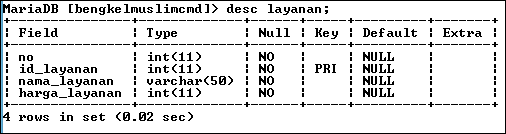 MariaDB [bengkelmuslimcmd]> desc layanan;
+---------------+-------------+------+-----+---------+-------+
| Field         | Type        | Null | Key | Default | Extra |
+---------------+-------------+------+-----+---------+-------+
| no            | int(11)     | NO   |     | NULL    |       |
| id_layanan    | int(11)     | NO   | PRI | NULL    |       |
| nama_layanan  | varchar(50) | NO   |     | NULL    |       |
| harga_layanan | int(11)     | NO   |     | NULL    |       |
+---------------+-------------+------+-----+---------+-------+
4 rows in set (0.02 sec)